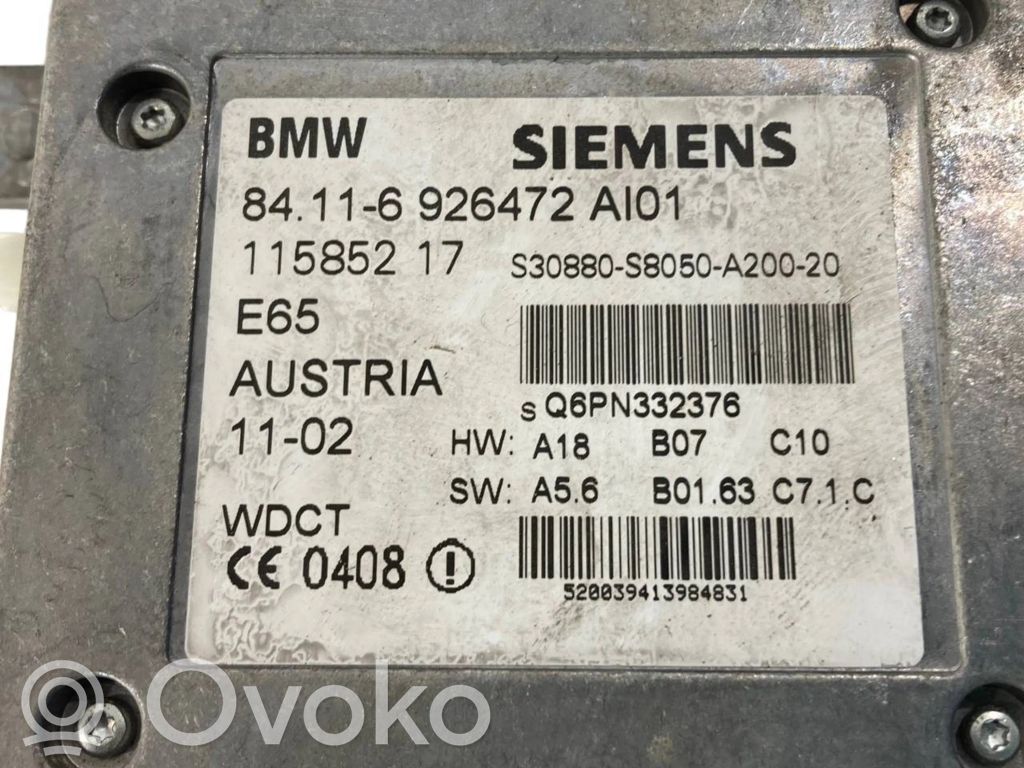 BMW SIEMENS
84.11-6 926472 AI01
115852 17 S30880-S8050-A200-20
E65
AUSTRIA
S Q6PN332376
11-02 HW: A18 B07 C10
SW: A5.6 B01.63 C7.1.C
WDCT
CE 0408 !
520039413984831
Ovoko